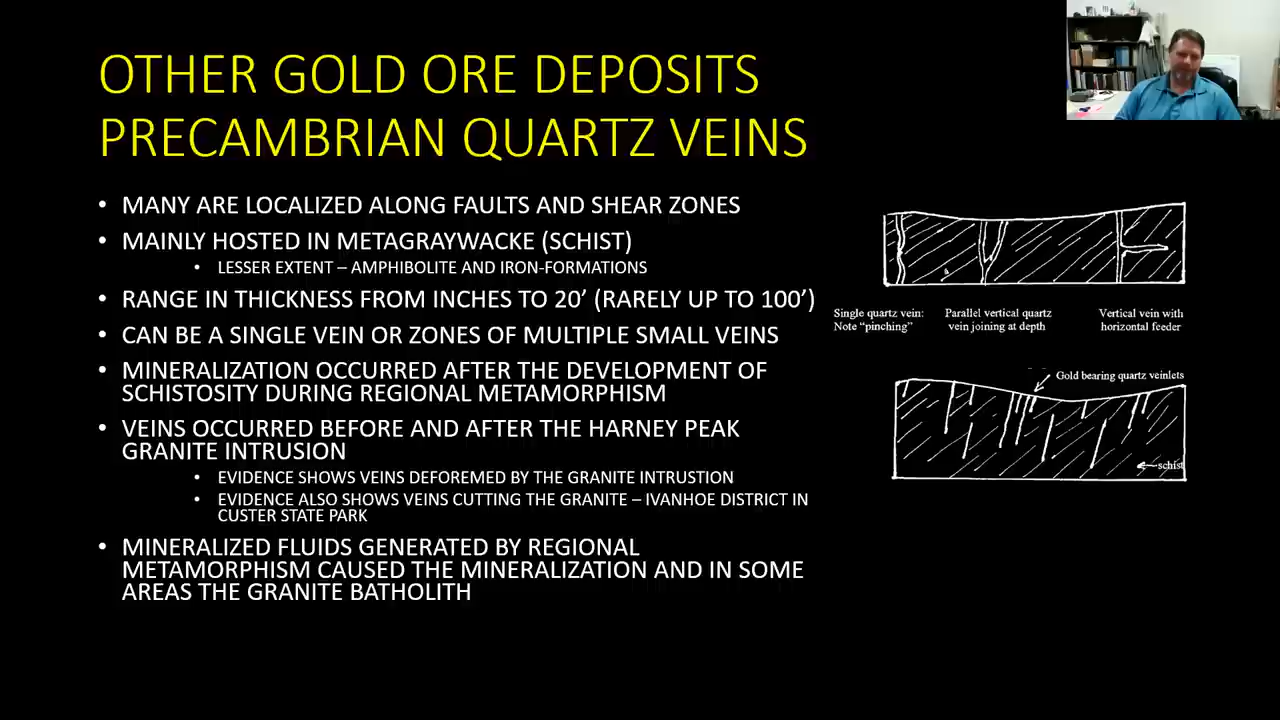 OTHER GOLD ORE DEPOSITS
PRECAMBRIAN QUARTZ VEINS
• MANY ARE LOCALIZED ALONG FAULTS AND SHEAR ZONES
• MAINLY HOSTED IN METAGRAYWACKE (SCHIST)
• LESSER EXTENT – AMPHIBOLITE AND IRON-FORMATIONS
• RANGE IN THICKNESS FROM INCHES TO 20’ (RARELY UP TO 100’)
• CAN BE A SINGLE VEIN OR ZONES OF MULTIPLE SMALL VEINS
• MINERALIZATION OCCURRED AFTER THE DEVELOPMENT OF
SCHISTOSITY DURING REGIONAL METAMORPHISM
• VEINS OCCURRED BEFORE AND AFTER THE HARNEY PEAK
GRANITE INTRUSION
• EVIDENCE SHOWS VEINS DEFOREMED BY THE GRANITE INTRUSTION
• EVIDENCE ALSO SHOWS VEINS CUTTING THE GRANITE – IVANHOE DISTRICT IN
CUSTER STATE PARK
• MINERALIZED FLUIDS GENERATED BY REGIONAL
METAMORPHISM CAUSED THE MINERALIZATION AND IN SOME
AREAS THE GRANITE BATHOLITH
Single quartz vein:
Note “pinching”
Parallel vertical quartz
vein joining at depth
Vertical vein with
horizontal feeder
Gold bearing quartz veinlets
schist